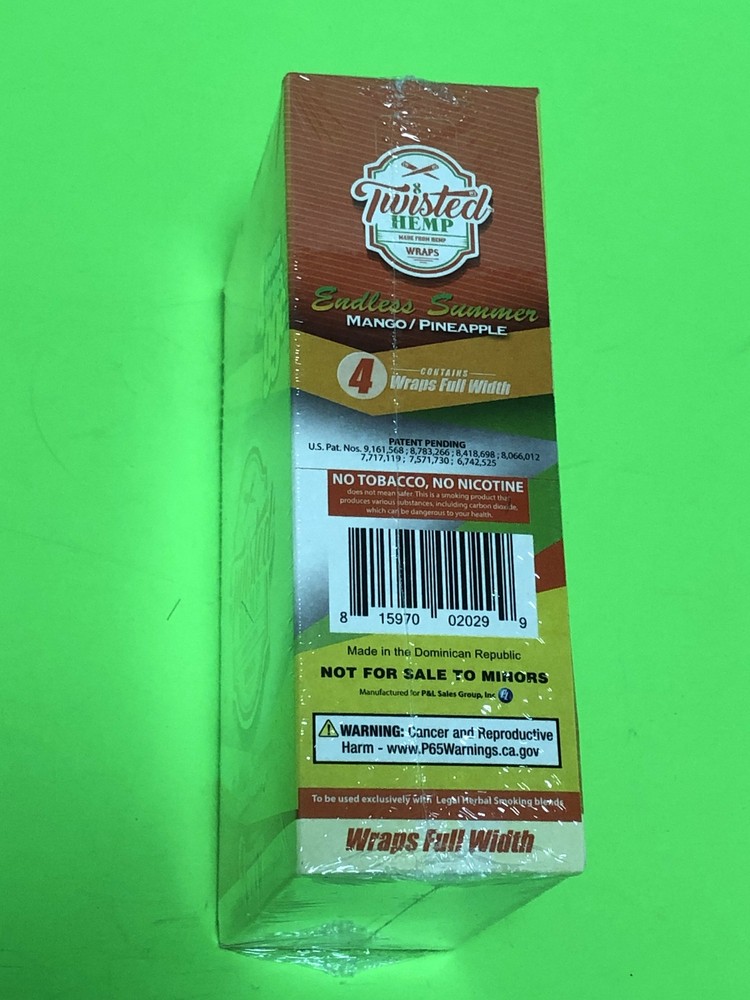 Twisted
HEMP
MADE FROM HEMP
WRAPS
Endless Summer
MANGO / PINEAPPLE
4
CONTAINS
Wraps Full Width
PATENT PENDING
U.S. Pat. Nos. 9,161,568 ; 8,783,266 ; 8,418,698 ; 8,066,012
7,717,119 ; 7,571,730 ; 6,742,525
NO TOBACCO, NO NICOTINE
does not mean safer. This is a smoking product that
produces various substances, incluiding carbon dioxide,
which can be dangerous to your health.
8 15970 02029 9
Made in the Dominican Republic
NOT FOR SALE TO MINORS
Manufactured for P&L Sales Group, Inc
WARNING: Cancer and Reproductive
Harm - www.P65Warnings.ca.gov
To be used exclusively with Legal Herbal Smoking blends
Wraps Full Width